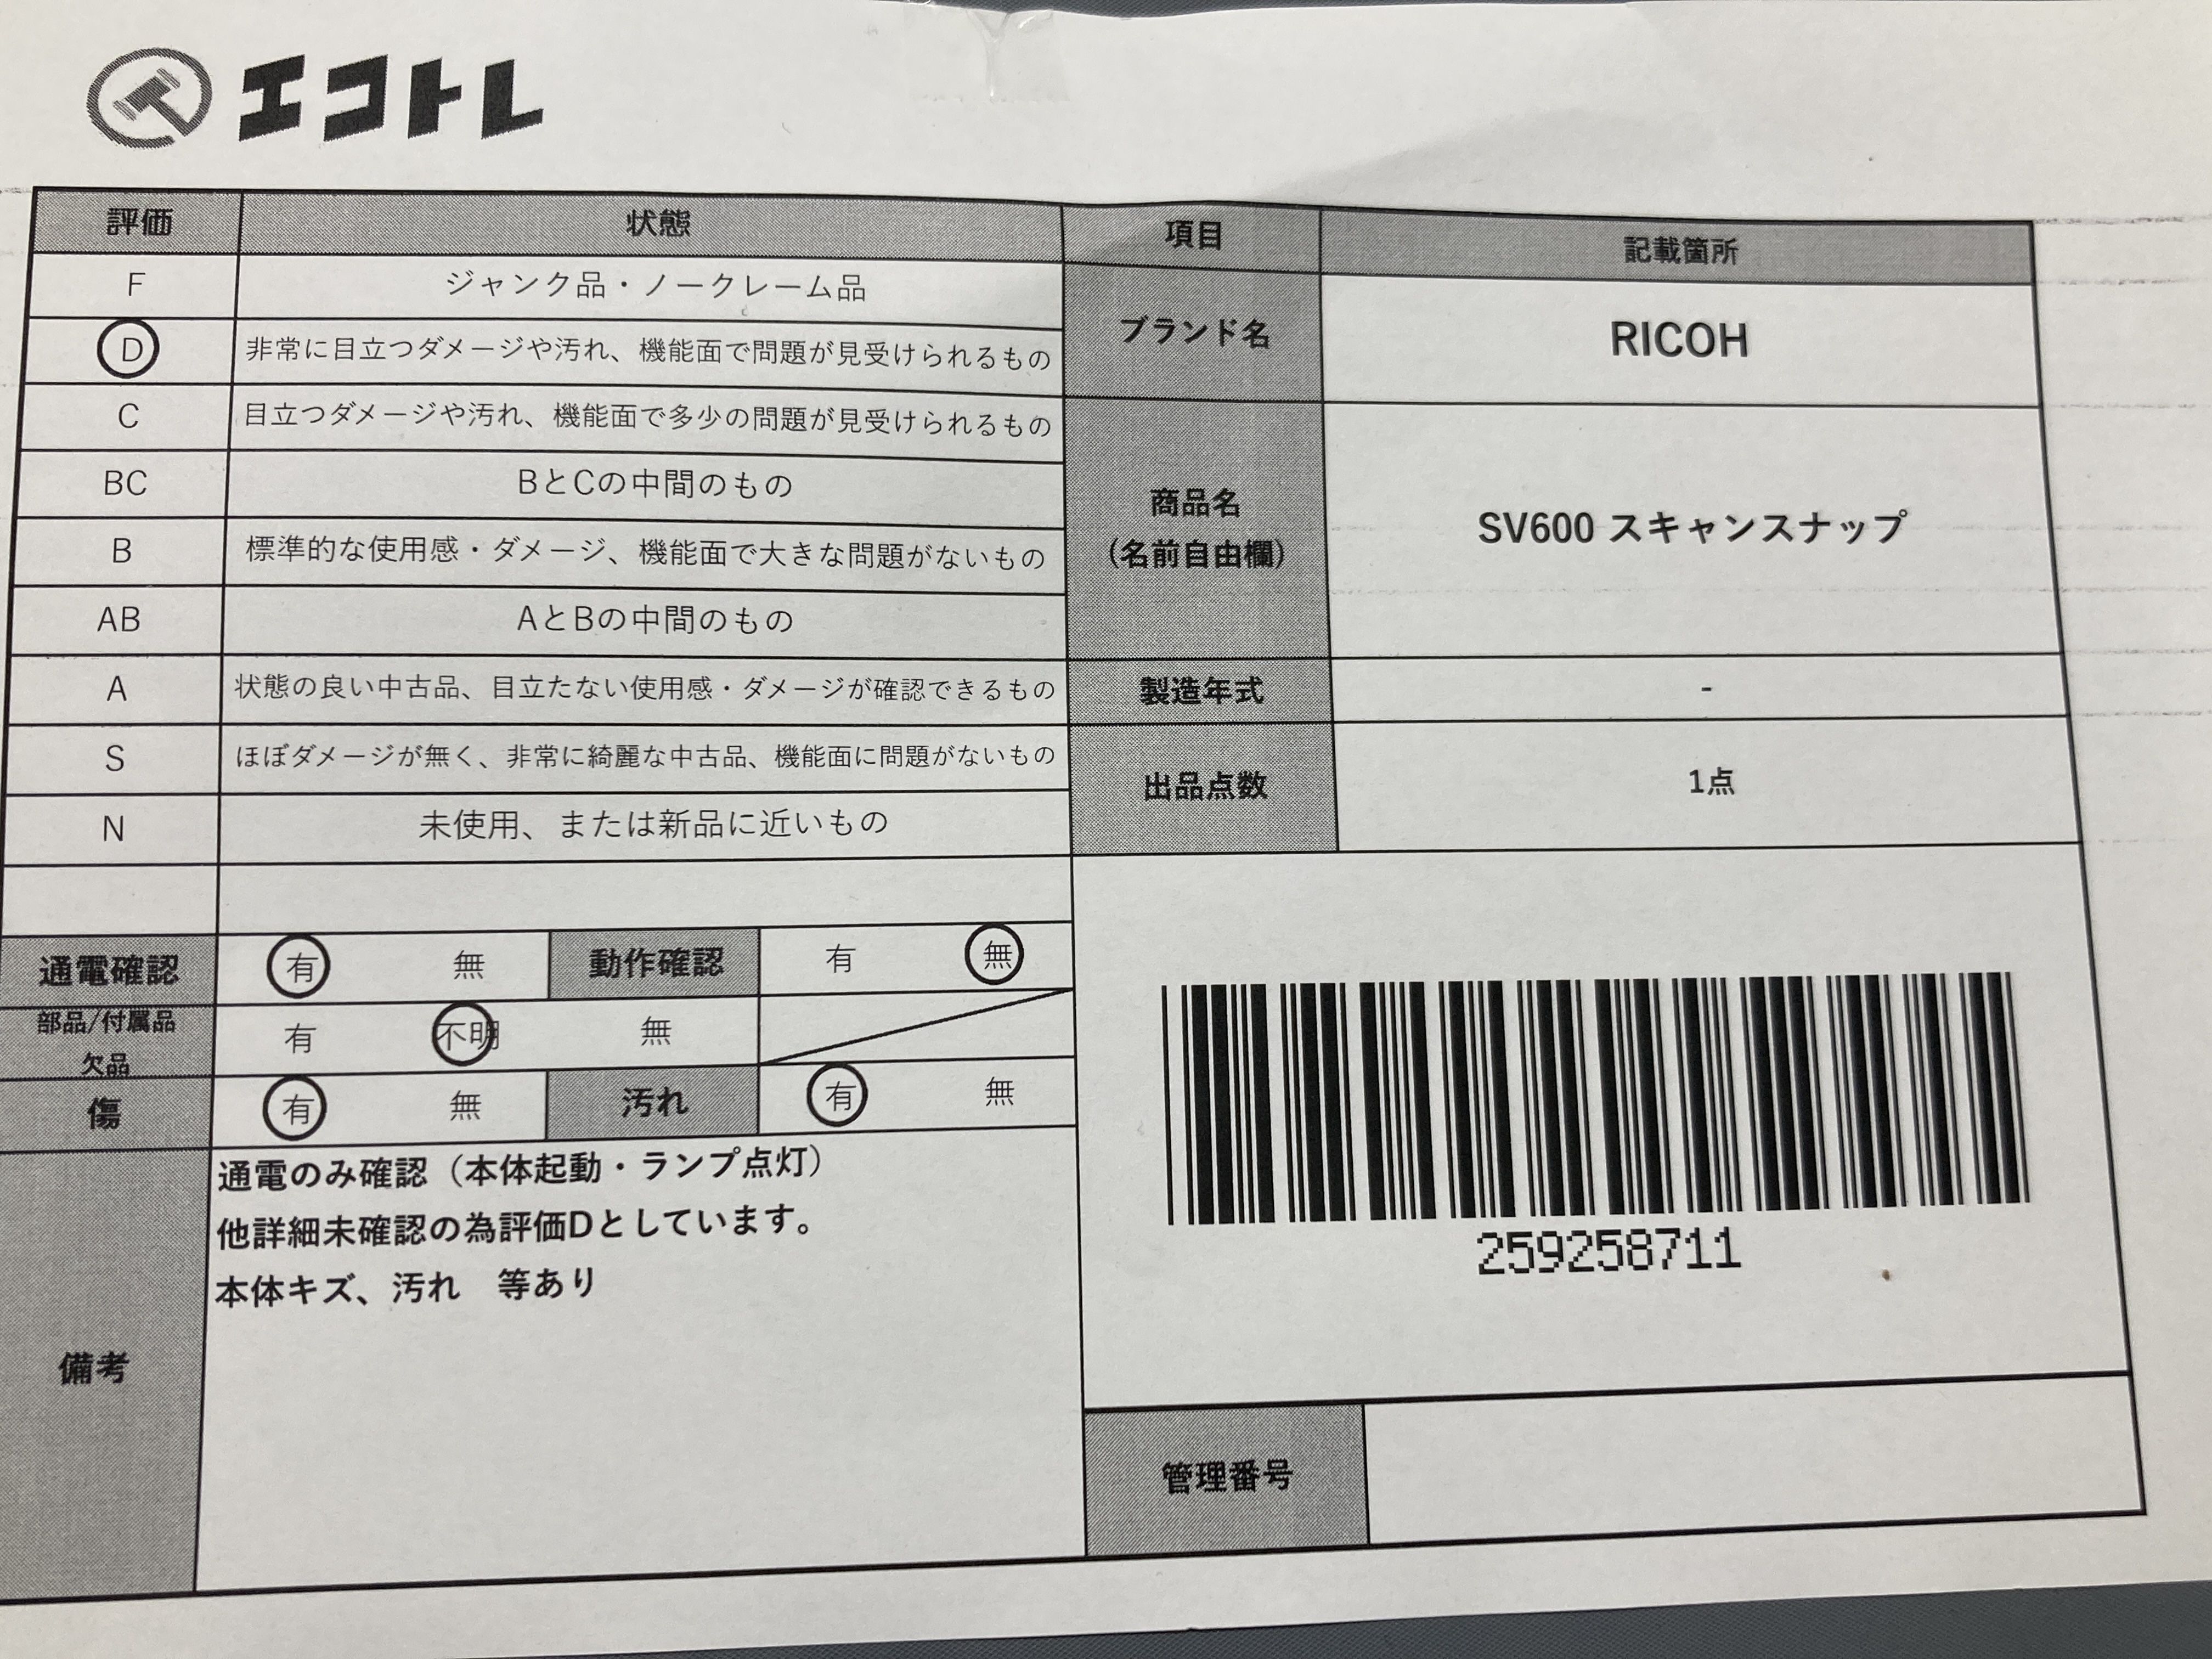 エコトレ
評価 状態
F ジャンク品・ノークレーム品
D 非常に目立つダメージや汚れ、機能面で問題が見受けられるもの
C 目立つダメージや汚れ、機能面で多少の問題が見受けられるもの
BC BとCの中間のもの
B 標準的な使用感・ダメージ、機能面で大きな問題がないもの
AB AとBの中間のもの
A 状態の良い中古品、目立たない使用感・ダメージが確認できるもの
S ほぼダメージが無く、非常に綺麗な中古品、機能面に問題がないもの
N 未使用、または新品に近いもの
通電確認 有 無 動作確認 有 無
部品/付属品
欠品 有 不明 無
傷 有 無 汚れ 有 無
備考
通電のみ確認（本体起動・ランプ点灯）
他詳細未確認の為評価Dとしています。
本体キズ、汚れ　等あり
項目 記載箇所
ブランド名 RICOH
商品名
（名前自由欄）
SV600 スキャンスナップ
製造年式 -
出品点数 1点
259258711
管理番号